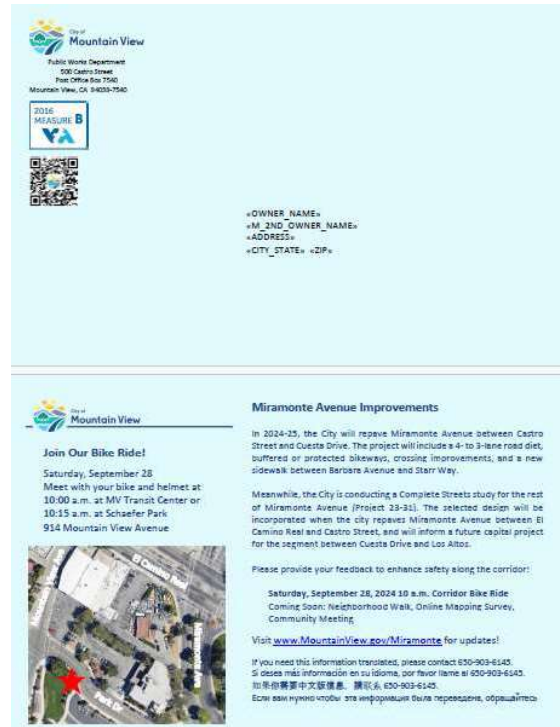 City of
Mountain View
Public Works Department
500 Castro Street
Post Office Box 7540
Mountain View, CA 94039-7540
2016
MEASURE B
VTA
«OWNER_NAME»
«M_2ND_OWNER_NAME»
«ADDRESS»
«CITY_STATE» «ZIP»
City of
Mountain View
Join Our Bike Ride!
Saturday, September 28
Meet with your bike and helmet at
10:00 a.m. at MV Transit Center or
10:15 a.m. at Schaefer Park
914 Mountain View Avenue
El Camino Real
Park Dr
Miramonte Avenue Improvements
In 2024-25, the City will repave Miramonte Avenue between Castro
Street and Cuesta Drive. The project will include a 4- to 3-lane road diet,
buffered or protected bikeways, crossing improvements, and a new
sidewalk between Barbara Avenue and Starr Way.
Meanwhile, the City is conducting a Complete Streets study for the rest
of Miramonte Avenue (Project 23-31). The selected design will be
incorporated when the city repaves Miramonte Avenue between El
Camino Real and Castro Street, and will inform a future capital project
for the segment between Cuesta Drive and Los Altos.
Please provide your feedback to enhance safety along the corridor:
Saturday, September 28, 2024 10 a.m. Corridor Bike Ride
Coming Soon: Neighborhood Walk, Online Mapping Survey,
Community Meeting
Visit www.MountainView.gov/Miramonte for updates!
If you need this information translated, please contact 650-903-6145.
Si desea más información en su idioma, por favor llame al 650-903-6145.
如果你需要中文版信息，請联系 650-903-6145.
Если вам нужно чтобы эта информация была переведена, обращайтесь